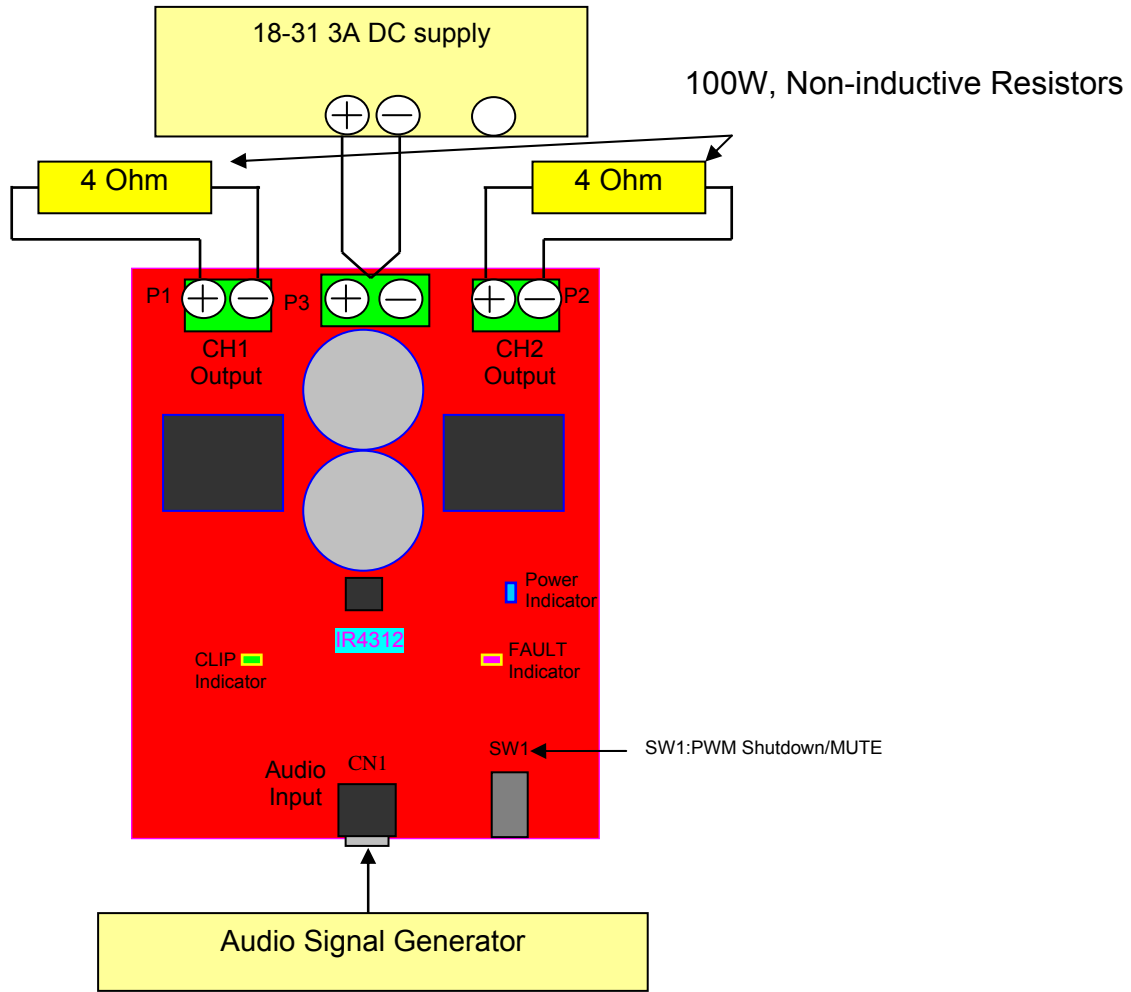 18-31 3A DC supply
100W, Non-inductive Resistors
4 Ohm
4 Ohm
P1
P3
P2
CH1
Output
CH2
Output
Power
Indicator
IR4312
CLIP
Indicator
FAULT
Indicator
SW1
SW1:PWM Shutdown/MUTE
Audio
Input
CN1
Audio Signal Generator